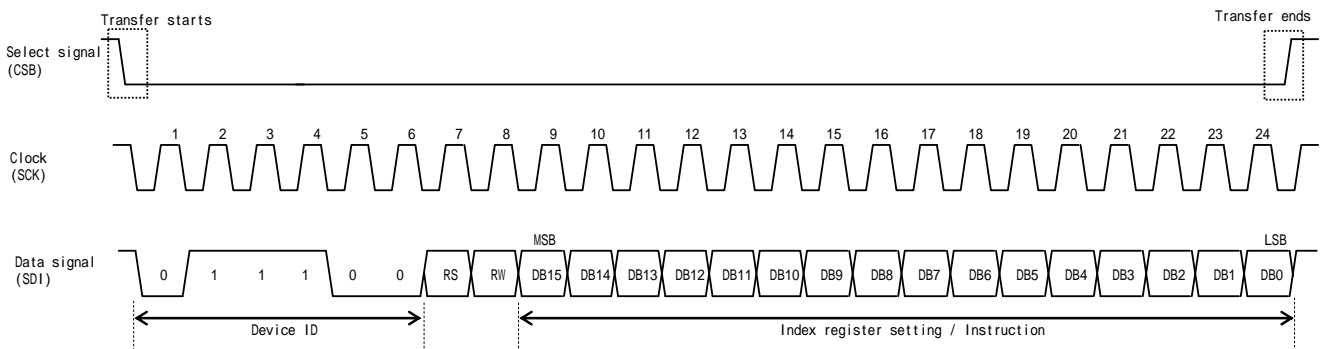 Transfer starts
Transfer ends
Select signal
(CSB)
1 2 3 4 5 6 7 8 9 10 11 12 13 14 15 16 17 18 19 20 21 22 23 24
Clock
(SCK)
MSB
LSB
Data signal
(SDI)
0 1 1 1 0 0 RS RW DB15 DB14 DB13 DB12 DB11 DB10 DB9 DB8 DB7 DB6 DB5 DB4 DB3 DB2 DB1 DB0
Device ID
Index register setting / Instruction